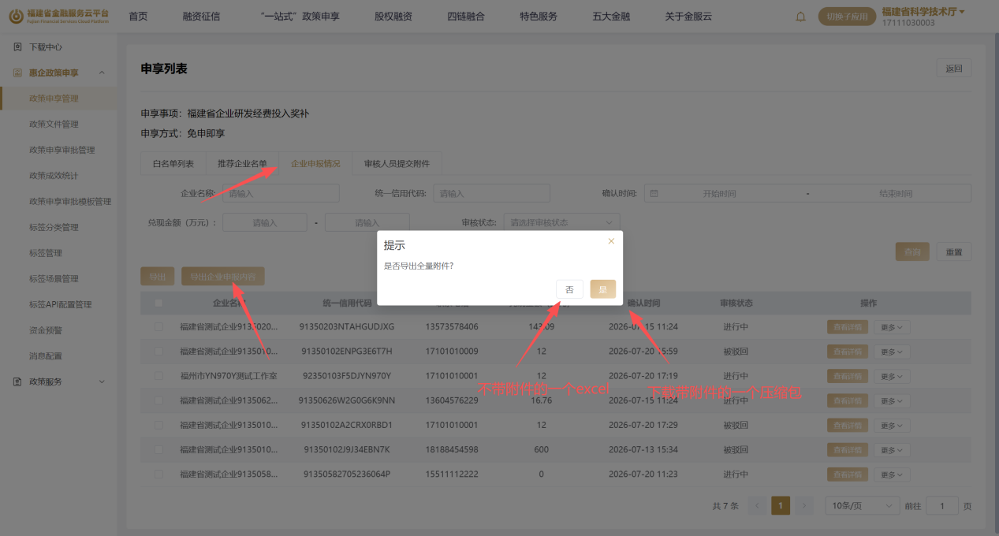 福建省金融服务云平台
Fujian Financial Services Cloud Platform
首页 融资征信 “一站式”政策申享 股权融资 四链融合 特色服务 五大金融 关于金服云
切换子应用
福建省科学技术厅
17111030003
下载中心
惠企政策申享
政策申享管理
政策文件管理
政策申享审批管理
政策成效统计
政策申享审批模板管理
标签分类管理
标签管理
标签场景管理
标签API配置管理
资金预警
消息配置
政策服务
申享列表
返回
申享事项：福建省企业研发经费投入奖补
申享方式：免申即享
白名单列表 推荐企业名单 企业申报情况 审核人员提交附件
企业名称: 请输入 统一信用代码: 请输入 确认时间: 开始时间 - 结束时间
兑现金额（万元）: 请输入 - 请输入 审核状态: 请选择审核状态
查询 重置
导出 导出企业申报内容
提示
是否导出全量附件?
否 是
企业名称 统一信用代码 确认时间 审核状态 操作
福建省测试企业9135020... 91350203NTAHGUDJXG 13573578406 143.09 2026-07-15 11:24 进行中 查看详情 更多
福建省测试企业9135010... 91350102ENPG3E6T7H 17101010009 12 2026-07-20 15:59 被驳回 查看详情 更多
福州市YN970Y测试工作室 92350103F5DJYN970Y 17101010001 12 2026-07-20 17:19 进行中 查看详情 更多
不带附件的一个excel 下载带附件的一个压缩包
福建省测试企业9135062... 91350626W2G0G6K9NN 13604576229 16.76 2026-07-15 11:24 进行中 查看详情 更多
福建省测试企业9135010... 91350102A2CRX0RBD1 17101010001 12 2026-07-20 17:29 被驳回 查看详情 更多
福建省测试企业9135010... 91350102J9J34EBN7K 18188454598 600 2026-07-13 15:34 被驳回 查看详情 更多
福建省测试企业9135058... 91350582705236064P 15511112222 0 2026-07-20 11:23 进行中 查看详情 更多
共 7 条 1 10条/页 前往 1 页